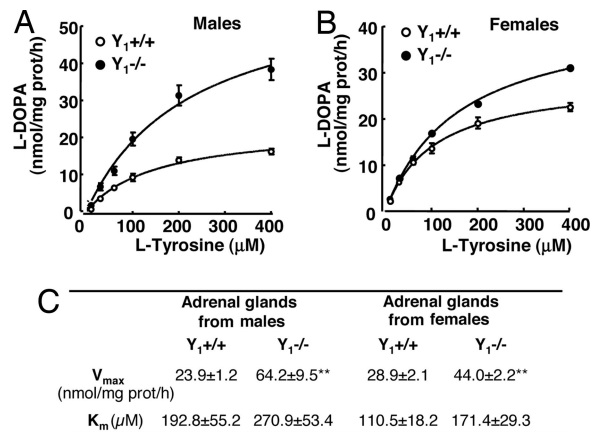 A
Males
Y1+/+
Y1-/-
L-DOPA
(nmol/mg prot/h)
50
40
30
20
10
0
0 100 200 300 400
L-Tyrosine (µM)
B
Females
Y1+/+
Y1-/-
L-DOPA
(nmol/mg prot/h)
40
30
20
10
0
0 100 200 300 400
L-Tyrosine (µM)
C
Adrenal glands from males
Adrenal glands from females
Y1+/+ Y1-/- Y1+/+ Y1-/-
Vmax 23.9±1.2 64.2±9.5** 28.9±2.1 44.0±2.2**
(nmol/mg prot/h)
Km (µM) 192.8±55.2 270.9±53.4 110.5±18.2 171.4±29.3